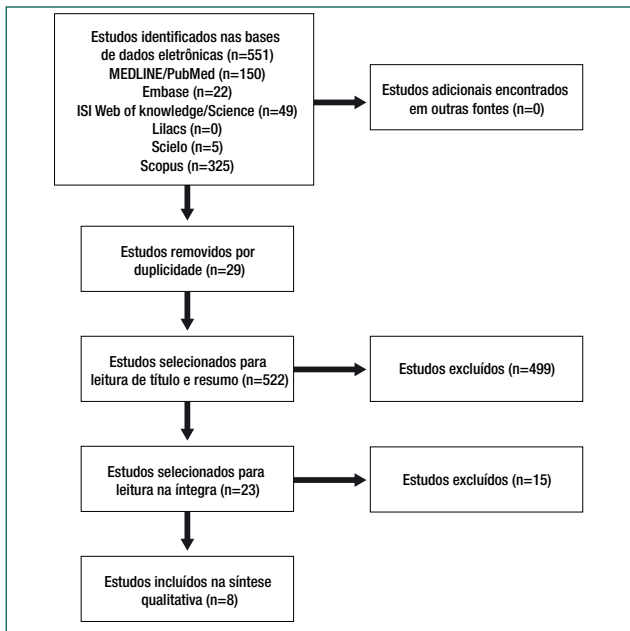 Estudos identificados nas bases
de dados eletrônicas (n=551)
MEDLINE/PubMed (n=150)
Embase (n=22)
ISI Web of knowledge/Science (n=49)
Lilacs (n=0)
Scielo (n=5)
Scopus (n=325)
Estudos adicionais encontrados
em outras fontes (n=0)
Estudos removidos por
duplicidade (n=29)
Estudos selecionados para
leitura de título e resumo (n=522)
Estudos excluídos (n=499)
Estudos selecionados para
leitura na íntegra (n=23)
Estudos excluídos (n=15)
Estudos incluídos na síntese
qualitativa (n=8)